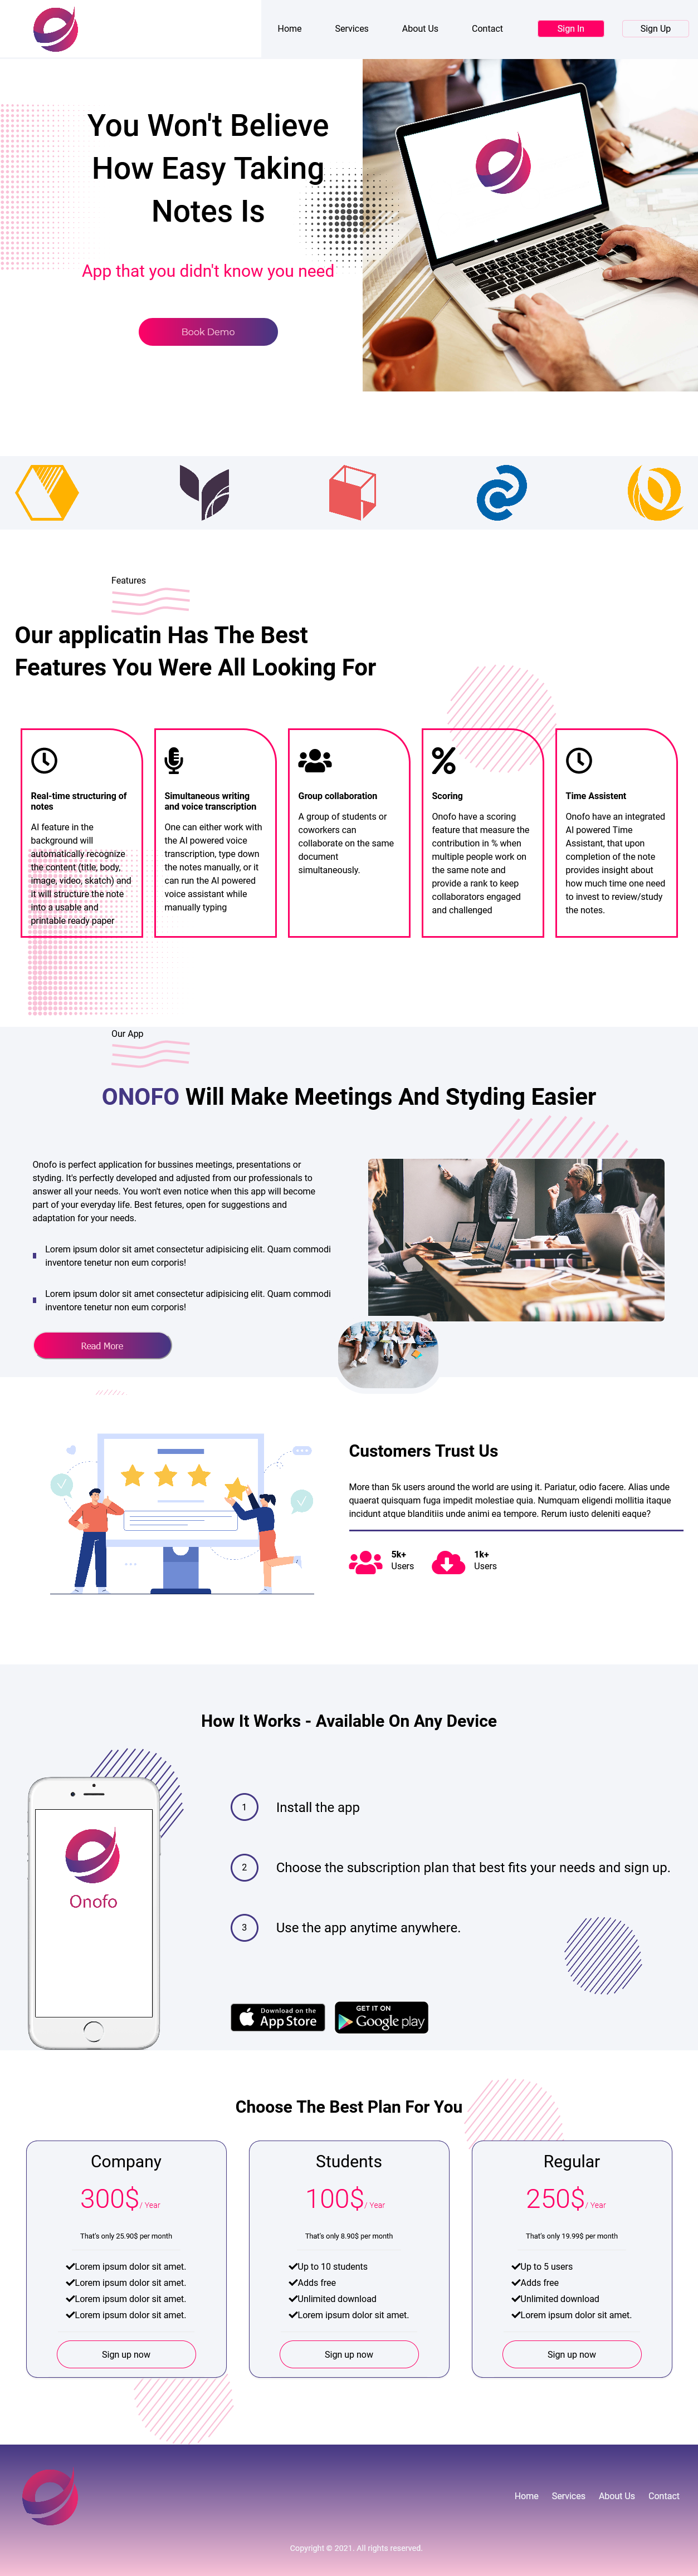 Home Services About Us Contact Sign In Sign Up
You Won't Believe
How Easy Taking
Notes Is
App that you didn't know you need
Book Demo
Features
Our applicatin Has The Best
Features You Were All Looking For
Real-time structuring of
notes
AI feature in the
background will
automatically recognize
the content (title, body,
image, video, skatch) and
it will structure the note
into a usable and
printable ready paper
Simultaneous writing
and voice transcription
One can either work with
the AI powered voice
transcription, type down
the notes manually, or it
can run the AI powered
voice assistant while
manually typing
Group collaboration
A group of students or
coworkers can
collaborate on the same
document
simultaneously.
Scoring
Onofo have a scoring
feature that measure the
contribution in % when
multiple people work on
the same note and
provide a rank to keep
collaborators engaged
and challenged
Time Assistent
Onofo have an integrated
AI powered Time
Assistant, that upon
completion of the note
provides insight about
how much time one need
to invest to review/study
the notes.
Our App
ONOFO Will Make Meetings And Styding Easier
Onofo is perfect application for bussines meetings, presentations or
styding. It's perfectly developed and adjusted from our professionals to
answer all your needs. You won't even notice when this app will become
part of your everyday life. Best fetures, open for suggestions and
adaptation for your needs.
Lorem ipsum dolor sit amet consectetur adipisicing elit. Quam commodi
inventore tenetur non eum corporis!
Lorem ipsum dolor sit amet consectetur adipisicing elit. Quam commodi
inventore tenetur non eum corporis!
Read More
Customers Trust Us
More than 5k users around the world are using it. Pariatur, odio facere. Alias unde
quaerat quisquam fuga impedit molestiae quia. Numquam eligendi mollitia itaque
incidunt atque blanditiis unde animi ea tempore. Rerum iusto deleniti eaque?
5k+
Users
1k+
Users
How It Works - Available On Any Device
Onofo
1 Install the app
2 Choose the subscription plan that best fits your needs and sign up.
3 Use the app anytime anywhere.
Download on the
App Store
GET IT ON
Google play
Choose The Best Plan For You
Company
300$/ Year
That's only 25.90$ per month
Lorem ipsum dolor sit amet.
Lorem ipsum dolor sit amet.
Lorem ipsum dolor sit amet.
Lorem ipsum dolor sit amet.
Sign up now
Students
100$/ Year
That's only 8.90$ per month
Up to 10 students
Adds free
Unlimited download
Lorem ipsum dolor sit amet.
Sign up now
Regular
250$/ Year
That's only 19.99$ per month
Up to 5 users
Adds free
Unlimited download
Lorem ipsum dolor sit amet.
Sign up now
Home Services About Us Contact
Copyright © 2021. All rights reserved.